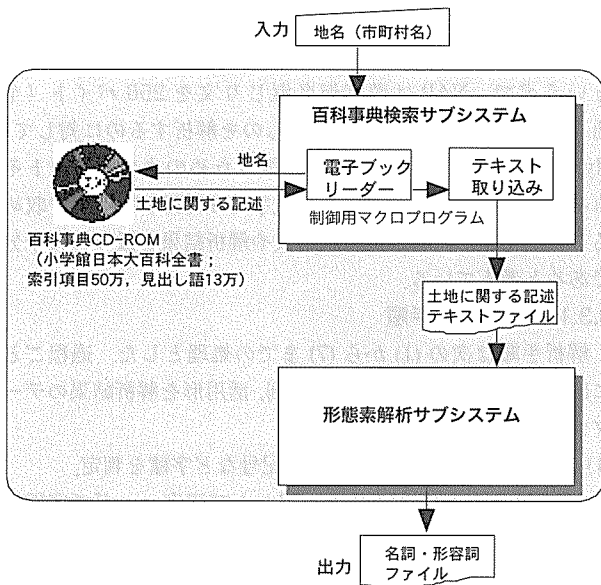 入力
地名（市町村名）
百科事典検索サブシステム
地名
電子ブック
リーダー
テキスト
取り込み
土地に関する記述
制御用マクロプログラム
百科事典CD-ROM
（小学館日本大百科全書；
索引項目50万，見出し語13万）
土地に関する記述
テキストファイル
形態素解析サブシステム
出力
名詞・形容詞
ファイル